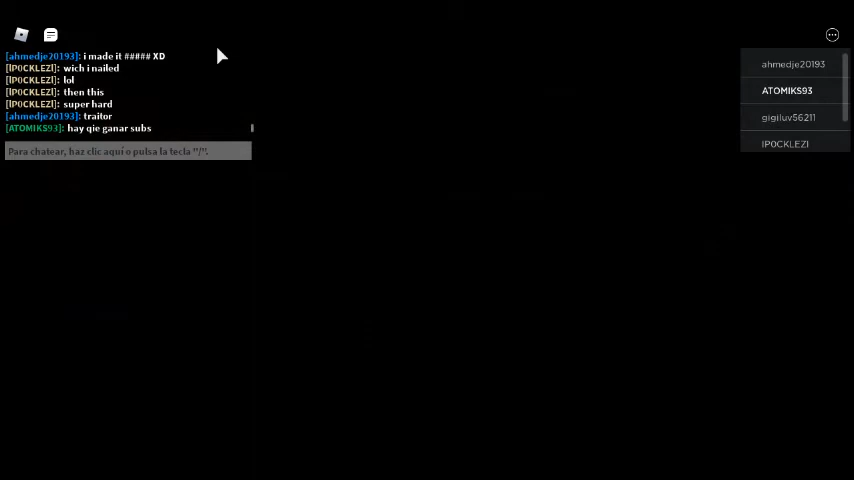 [ahmedje20193]: i made it ##### XD
[IP0CKLEZI]: wich i nailed
[IP0CKLEZI]: lol
[IP0CKLEZI]: then this
[IP0CKLEZI]: super hard
[ahmedje20193]: traitor
[ATOMIKS93]: hay qie ganar subs
Para chatear, haz clic aquí o pulsa la tecla "/".
ahmedje20193
ATOMIKS93
gigiluv56211
IP0CKLEZI